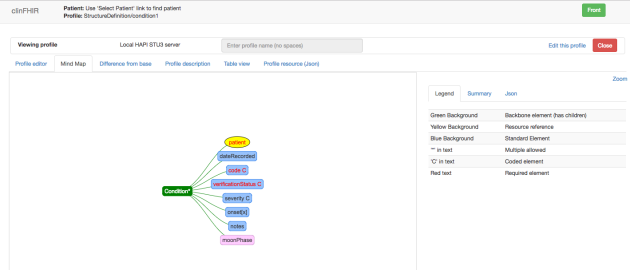 clinFHIR
Patient: Use 'Select Patient' link to find patient
Profile: StructureDefinition/condition1
Front
Viewing profile
Local HAPI STU3 server
Enter profile name (no spaces)
Edit this profile
Close
Profile editor
Mind Map
Difference from base
Profile description
Table view
Profile resource (Json)
Zoom
Legend
Summary
Json
Green Background Backbone element (has children)
Yellow Background Resource reference
Blue Background Standard Element
'*' in text Multiple allowed
'C' in text Coded element
Red text Required element
patient
dateRecorded
code C
verificationStatus C
Condition*
severity C
onset[x]
notes
moonPhase